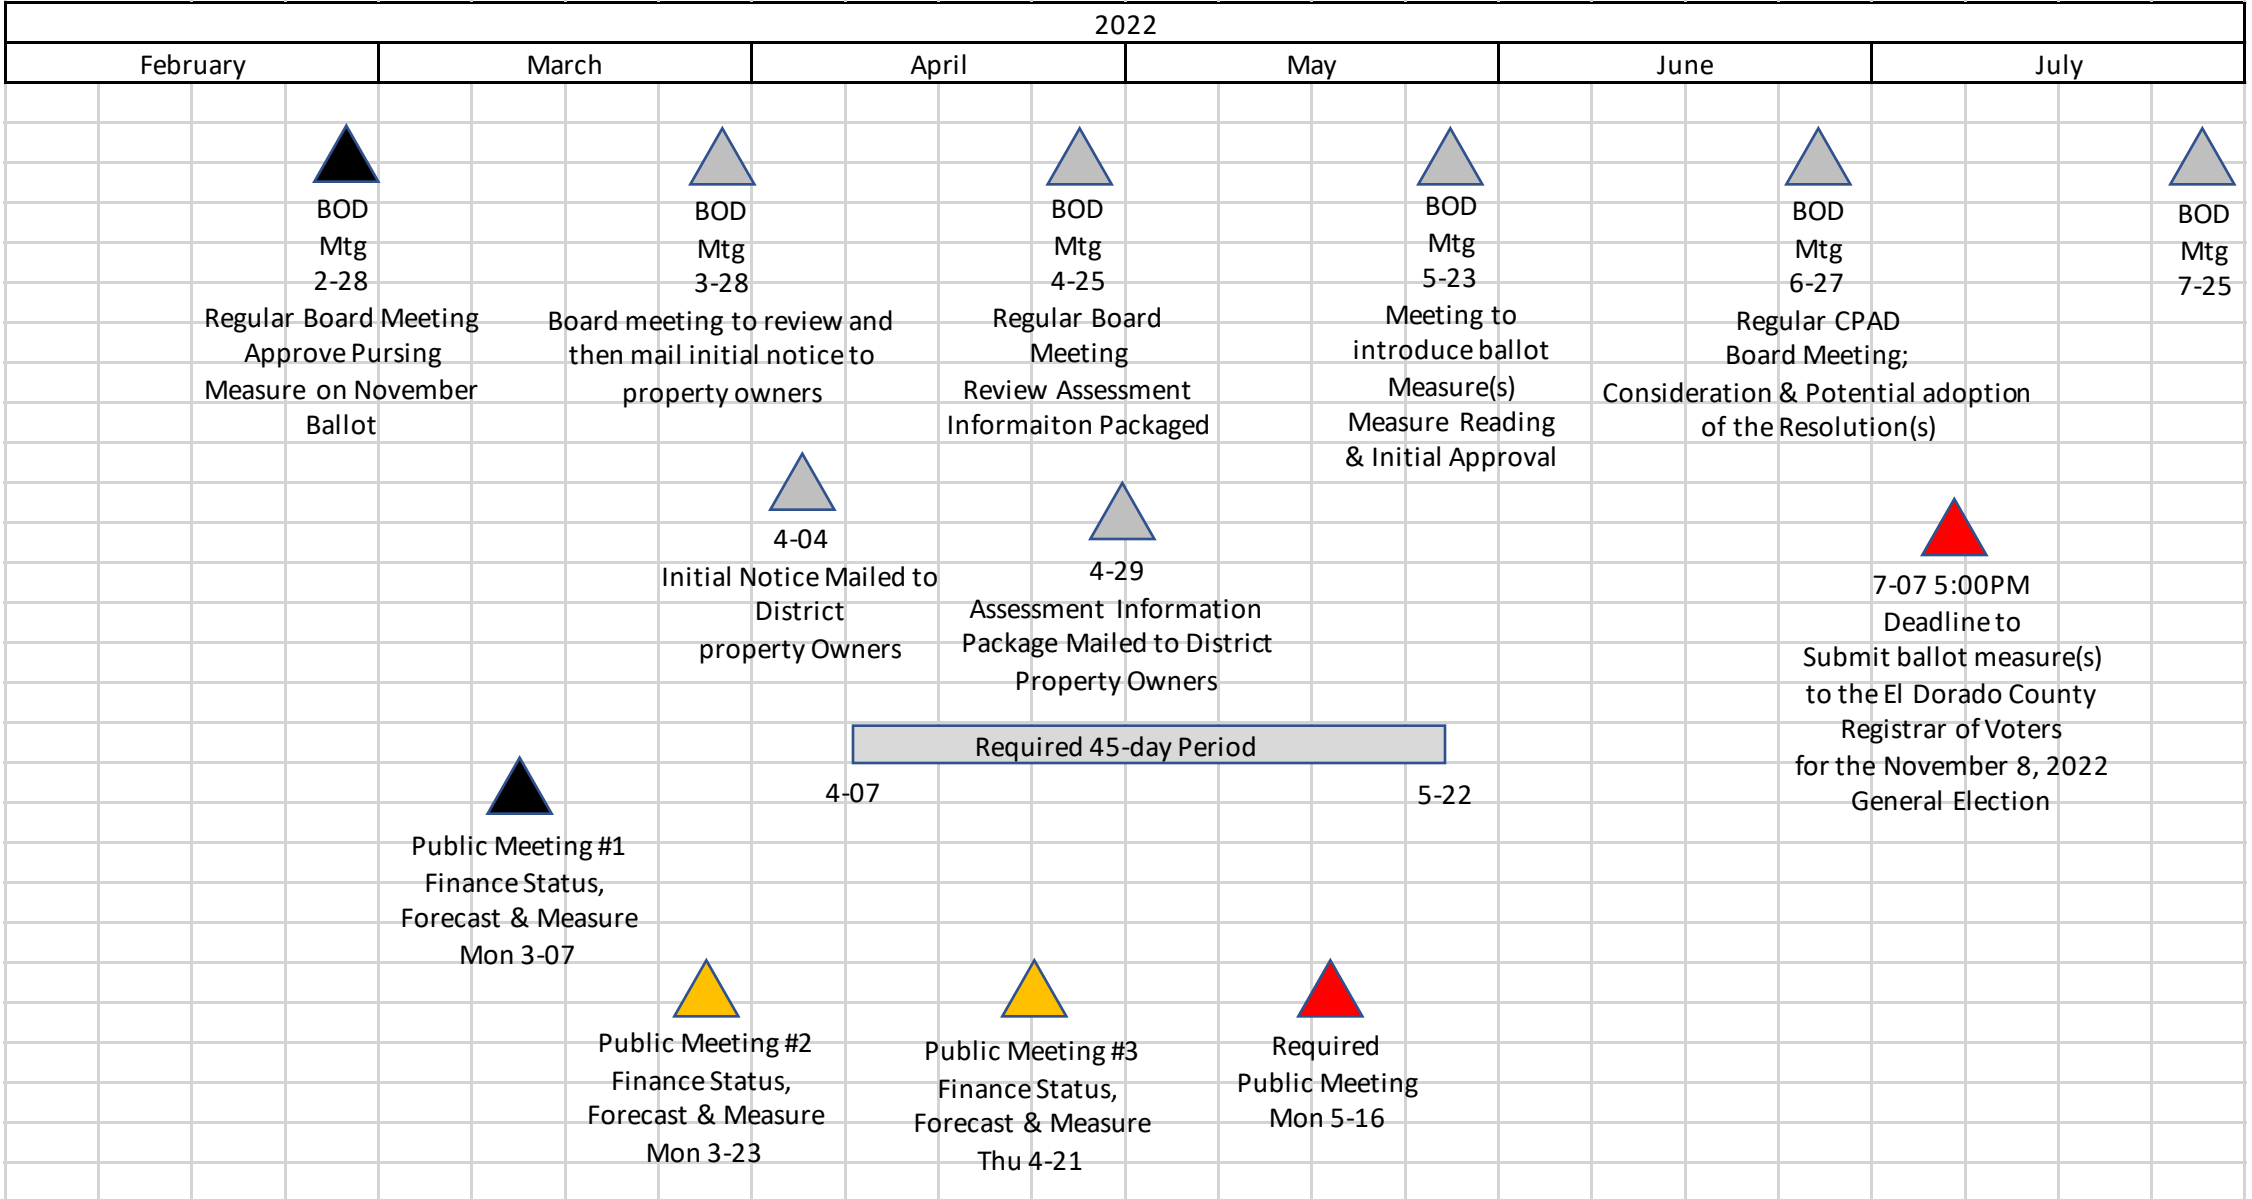 2022
February
March
April
May
June
July
BOD
Mtg
2-28
Regular Board Meeting
Approve Pursing
Measure on November
Ballot
BOD
Mtg
3-28
Board meeting to review and
then mail initial notice to
property owners
BOD
Mtg
4-25
Regular Board
Meeting
Review Assessment
Informaiton Packaged
BOD
Mtg
5-23
Meeting to
introduce ballot
Measure(s)
Measure Reading
& Initial Approval
BOD
Mtg
6-27
Regular CPAD
Board Meeting;
Consideration & Potential adoption
of the Resolution(s)
BOD
Mtg
7-25
4-04
Initial Notice Mailed to
District
property Owners
4-29
Assessment Information
Package Mailed to District
Property Owners
7-07 5:00PM
Deadline to
Submit ballot measure(s)
to the El Dorado County
Registrar of Voters
for the November 8, 2022
General Election
Required 45-day Period
4-07
5-22
Public Meeting #1
Finance Status,
Forecast & Measure
Mon 3-07
Public Meeting #2
Finance Status,
Forecast & Measure
Mon 3-23
Public Meeting #3
Finance Status,
Forecast & Measure
Thu 4-21
Required
Public Meeting
Mon 5-16